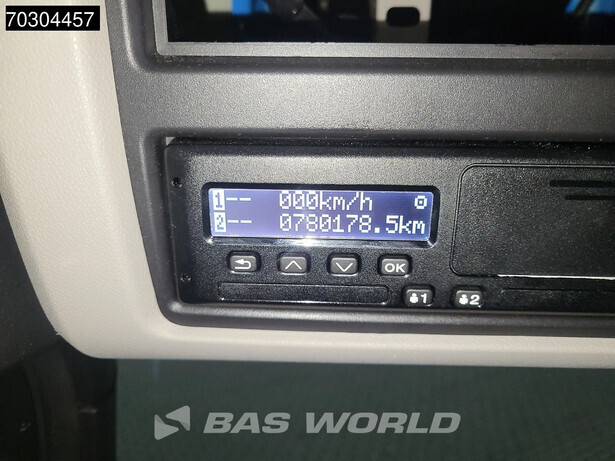 70304457
1 -- 000km/h
2 -- 0780178.5km
OK
1 2
BAS WORLD